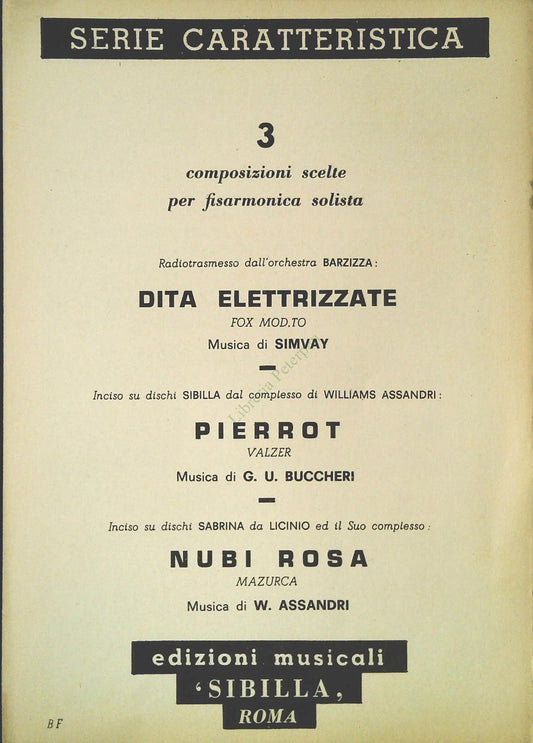 SERIE CARATTERISTICA
3
composizioni scelte
per fisarmonica solista
Radiotrasmesso dall'orchestra BARZIZZA:
DITA ELETTRIZZATE
FOX MOD.TO
Musica di SIMVAY
Inciso su dischi SIBILLA dal complesso di WILLIAMS ASSANDRI:
PIERROT
VALZER
Musica di G. U. BUCCHERI
Inciso su dischi SABRINA da LICINIO ed il Suo complesso:
NUBI ROSA
MAZURCA
Musica di W. ASSANDRI
edizioni musicali
‘SIBILLA,
ROMA
BF
Libreria Peterpan